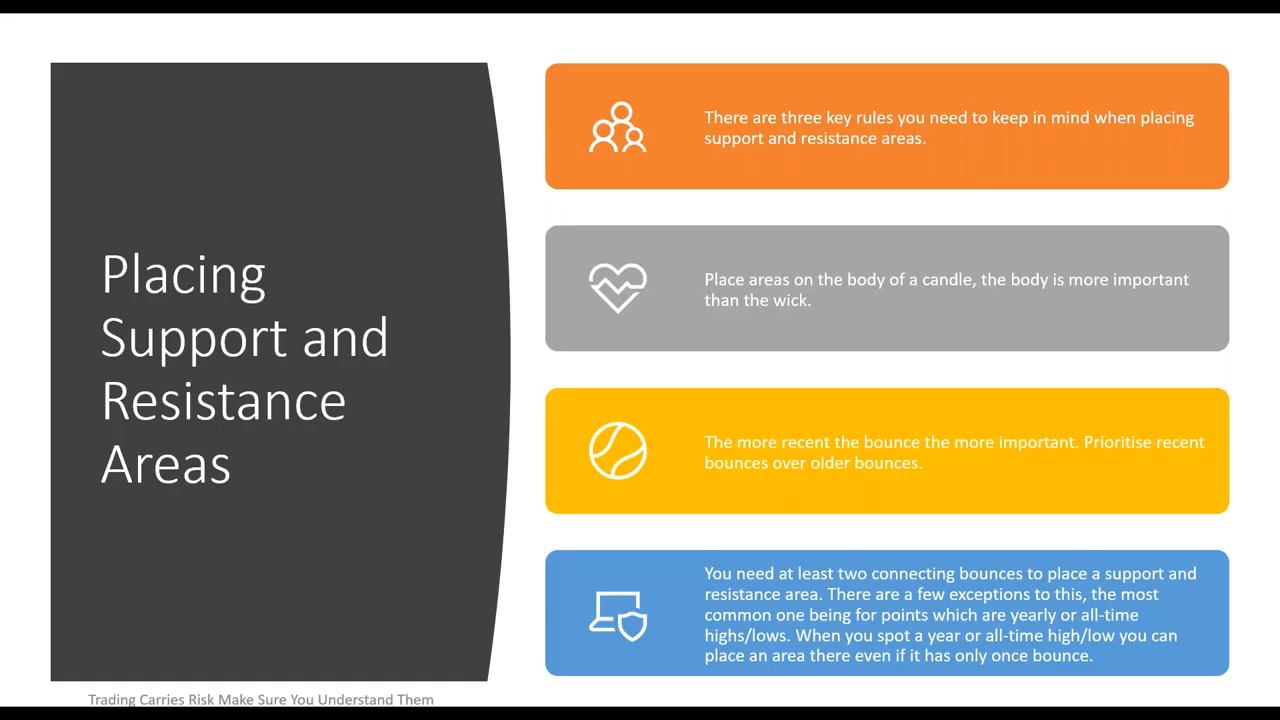 Placing
Support and
Resistance
Areas
There are three key rules you need to keep in mind when placing
support and resistance areas.
Place areas on the body of a candle, the body is more important
than the wick.
The more recent the bounce the more important. Prioritise recent
bounces over older bounces.
You need at least two connecting bounces to place a support and
resistance area. There are a few exceptions to this, the most
common one being for points which are yearly or all-time
highs/lows. When you spot a year or all-time high/low you can
place an area there even if it has only once bounce.
Trading Carries Risk Make Sure You Understand Them